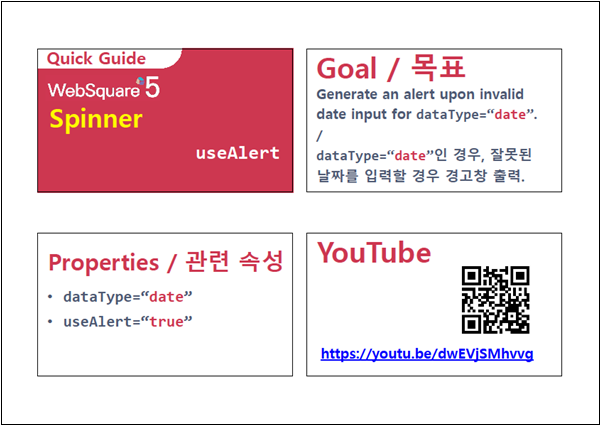 Quick Guide
WebSquare 5
Spinner
useAlert
Goal / 목표
Generate an alert upon invalid
date input for dataType=“date”.
/
dataType=“date”인 경우, 잘못된
날짜를 입력할 경우 경고창 출력.
Properties / 관련 속성
• dataType=“date”
• useAlert=“true”
YouTube
https://youtu.be/dwEVjSMhvvg